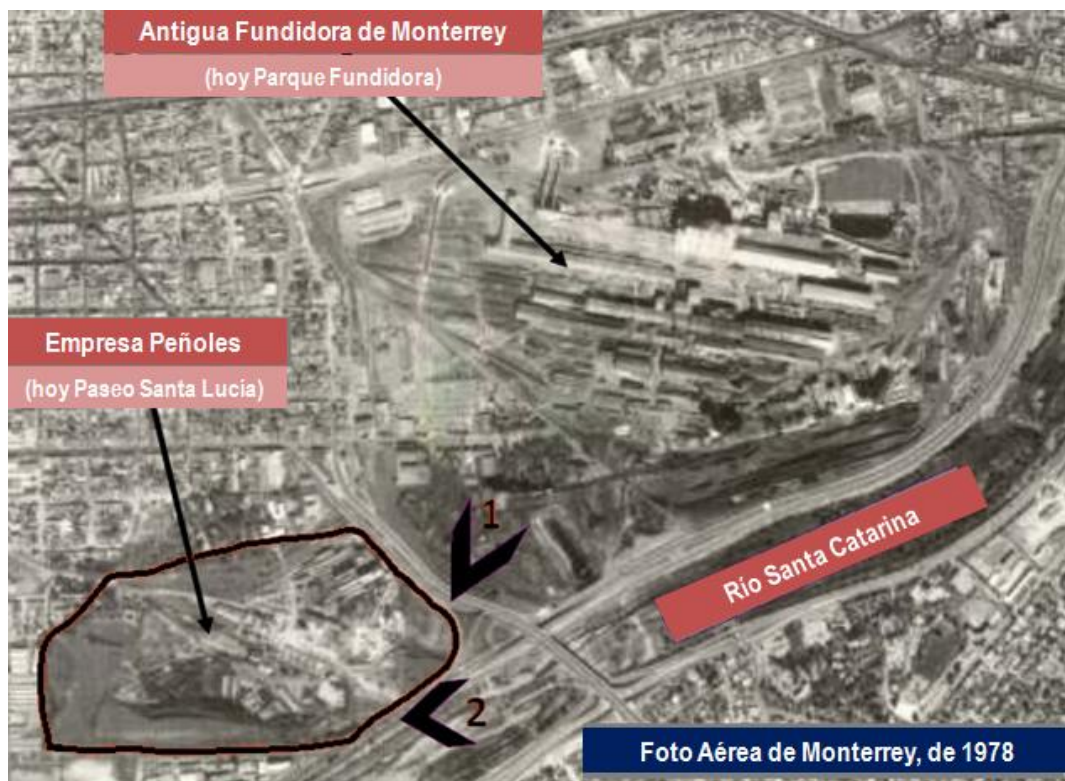 Antigua Fundidora de Monterrey
(hoy Parque Fundidora)
Empresa Peñoles
(hoy Paseo Santa Lucía)
1
2
Río Santa Catarina
Foto Aérea de Monterrey, de 1978